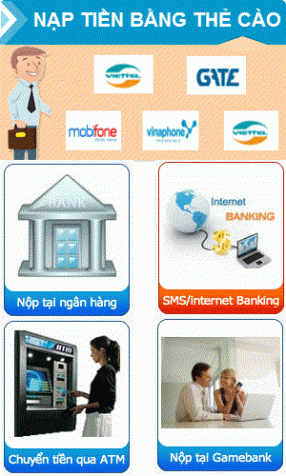 NẠP TIỀN BẰNG THẺ CÀO
VIETTEL
GATE
mobifone
vinaphone
VIETTEL
BANK
Internet
BANKING
Nộp tại ngân hàng
SMS/internet Banking
ATM
Chuyển tiền qua ATM
Nộp tại Gamebank